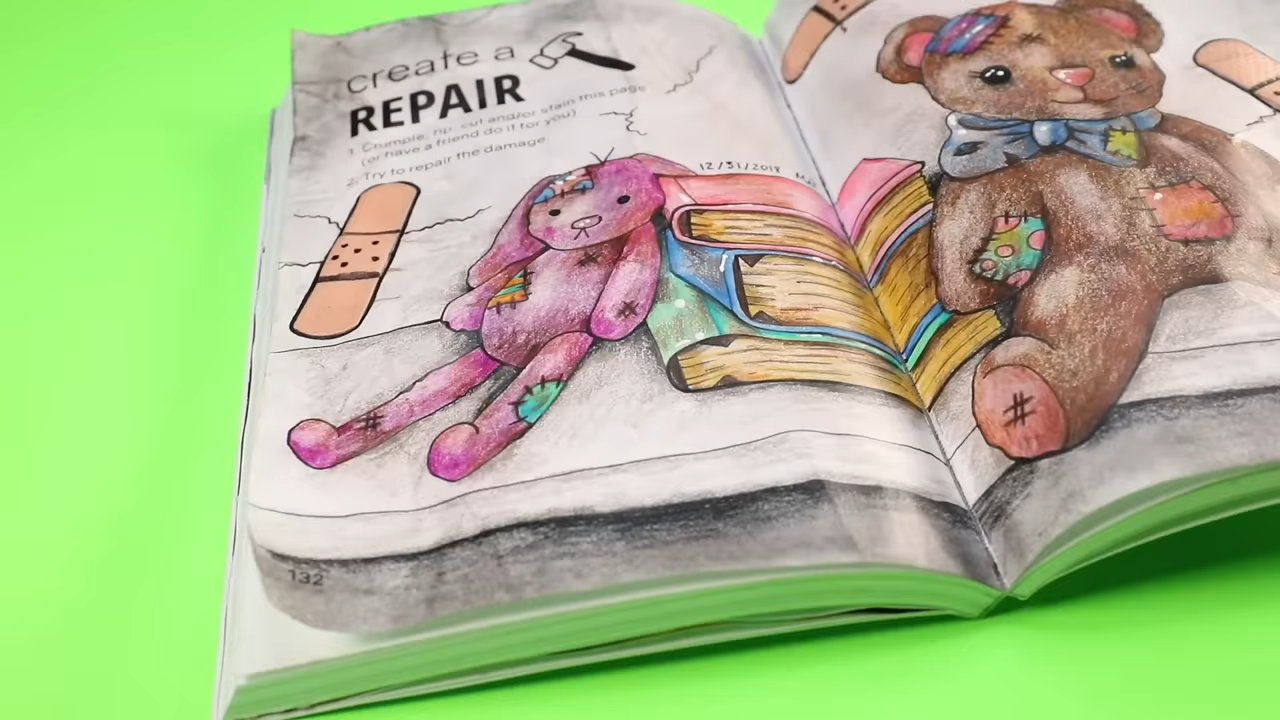 create a
REPAIR
1. Crumple, rip, cut and/or stain this page
(or have a friend do it for you)
2. Try to repair the damage.
12/31/2018
132